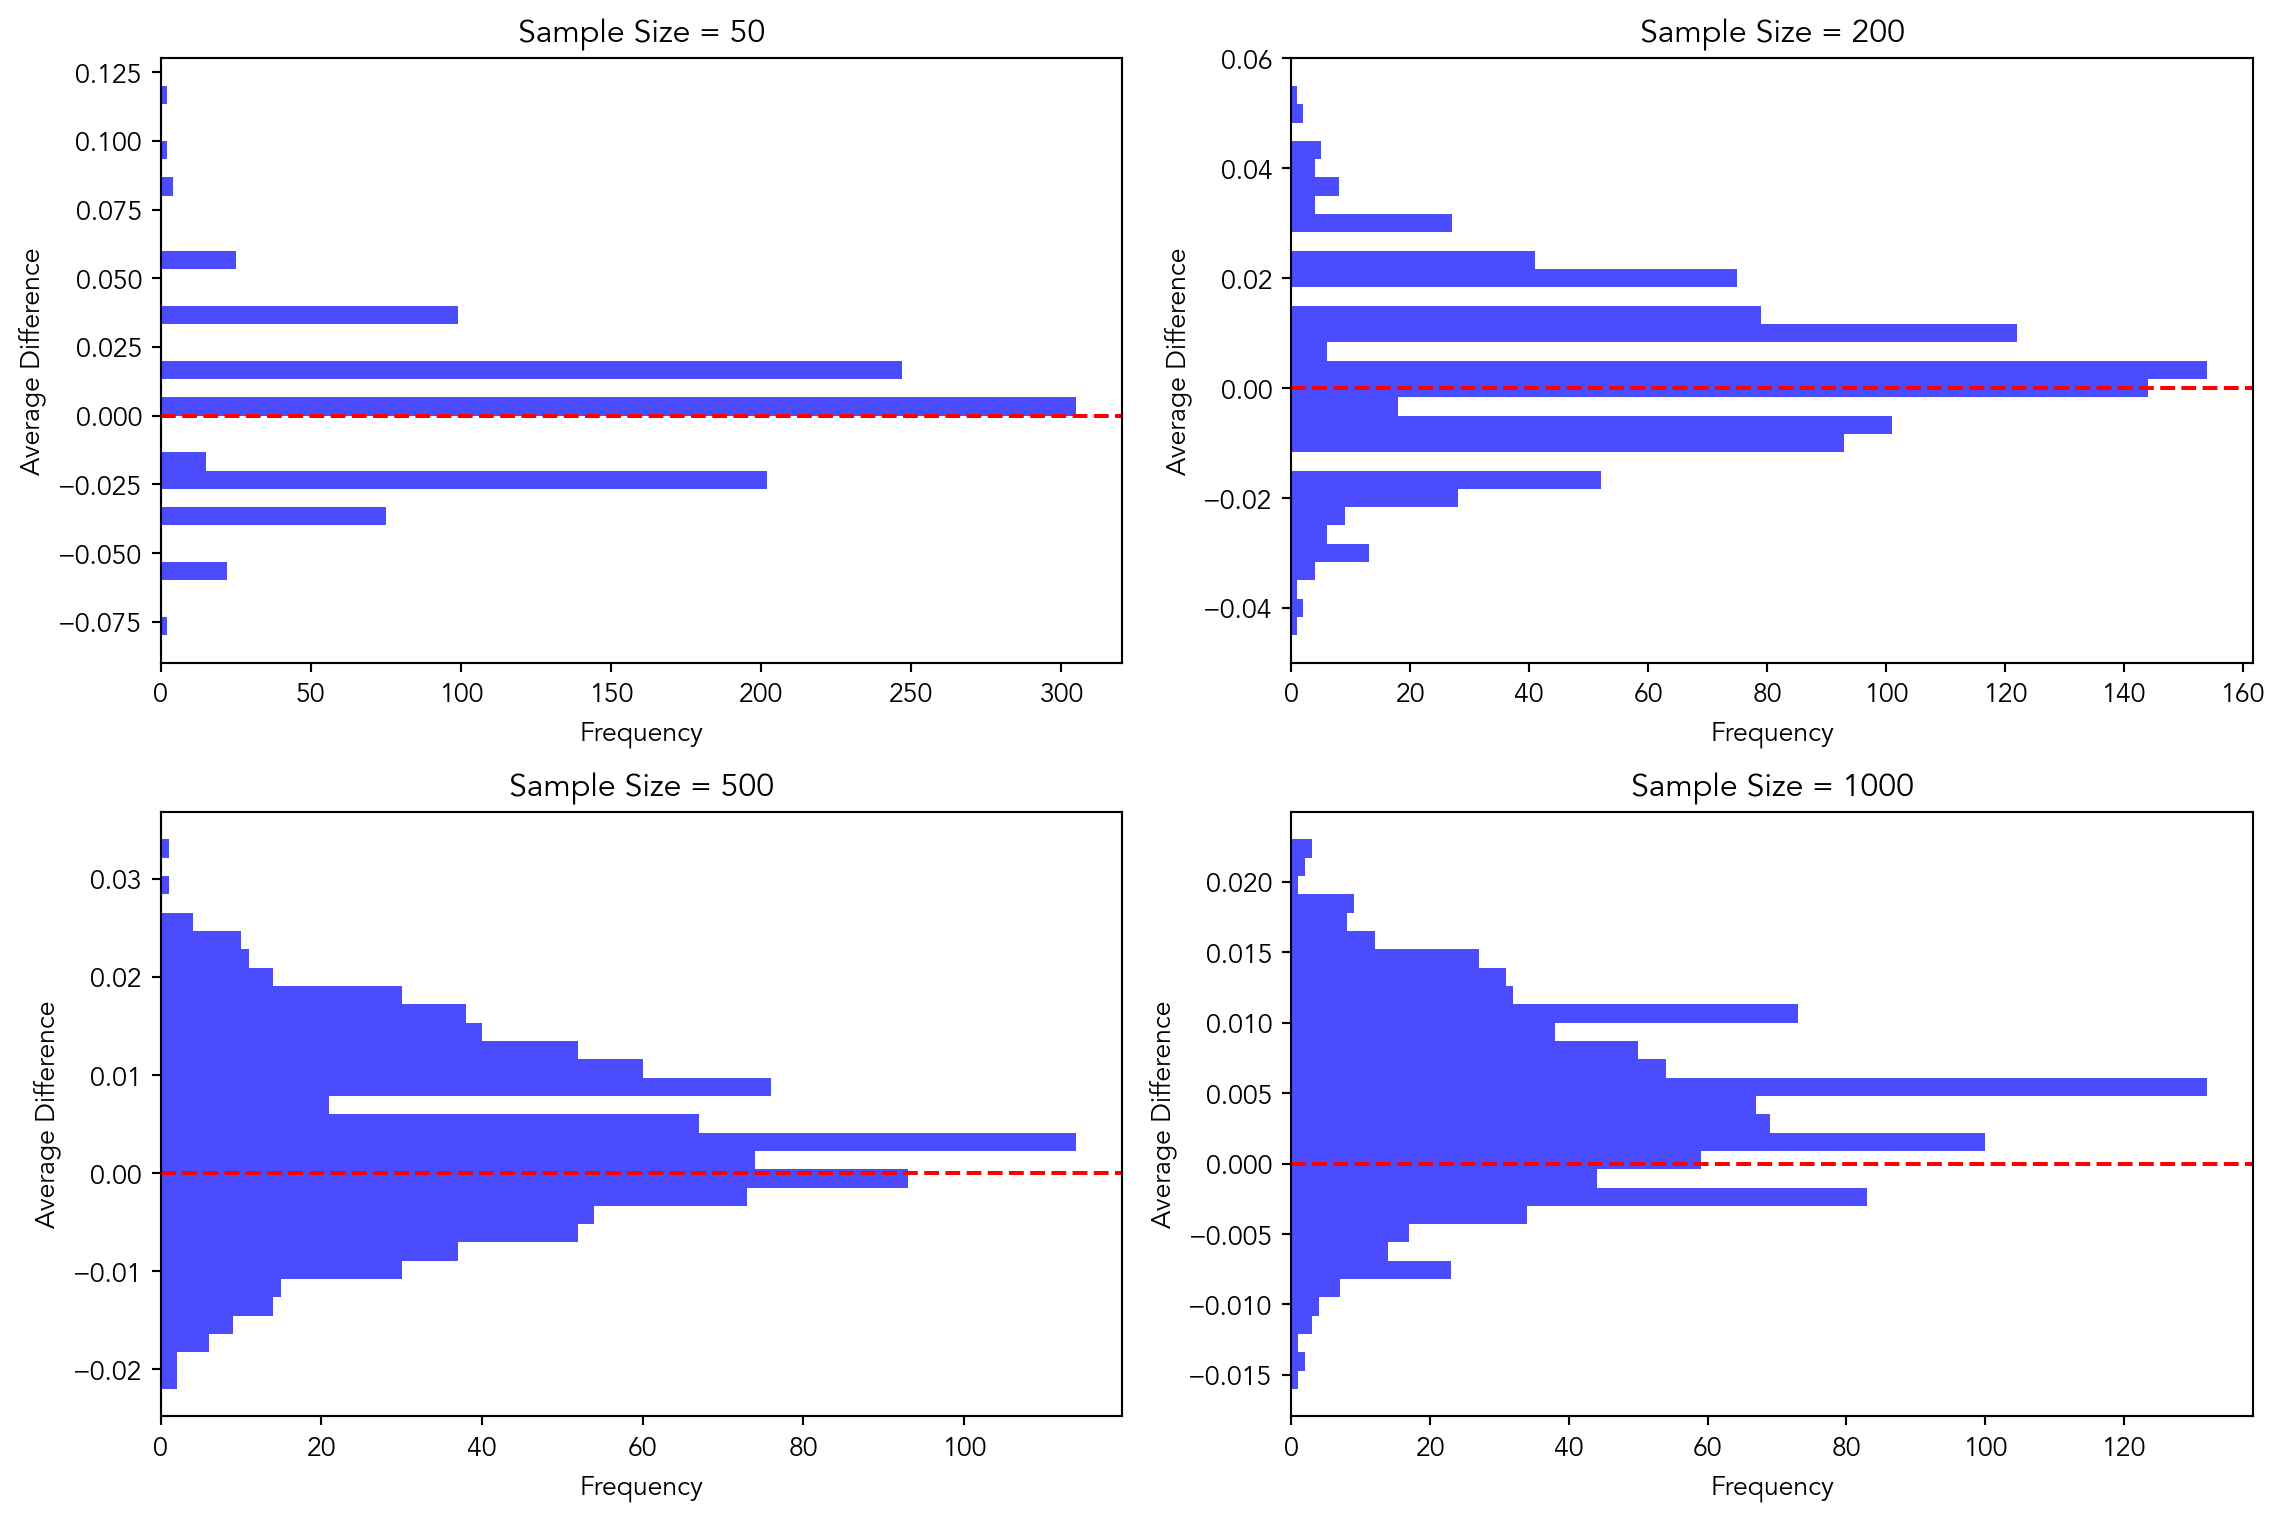 Sample Size = 50
0.125
0.100
0.075
0.050
0.025
0.000
−0.025
−0.050
−0.075
Average Difference
0 50 100 150 200 250 300
Frequency
Sample Size = 200
0.06
0.04
0.02
0.00
−0.02
−0.04
Average Difference
0 20 40 60 80 100 120 140 160
Frequency
Sample Size = 500
0.03
0.02
0.01
0.00
−0.01
−0.02
Average Difference
0 20 40 60 80 100
Frequency
Sample Size = 1000
0.020
0.015
0.010
0.005
0.000
−0.005
−0.010
−0.015
Average Difference
0 20 40 60 80 100 120
Frequency